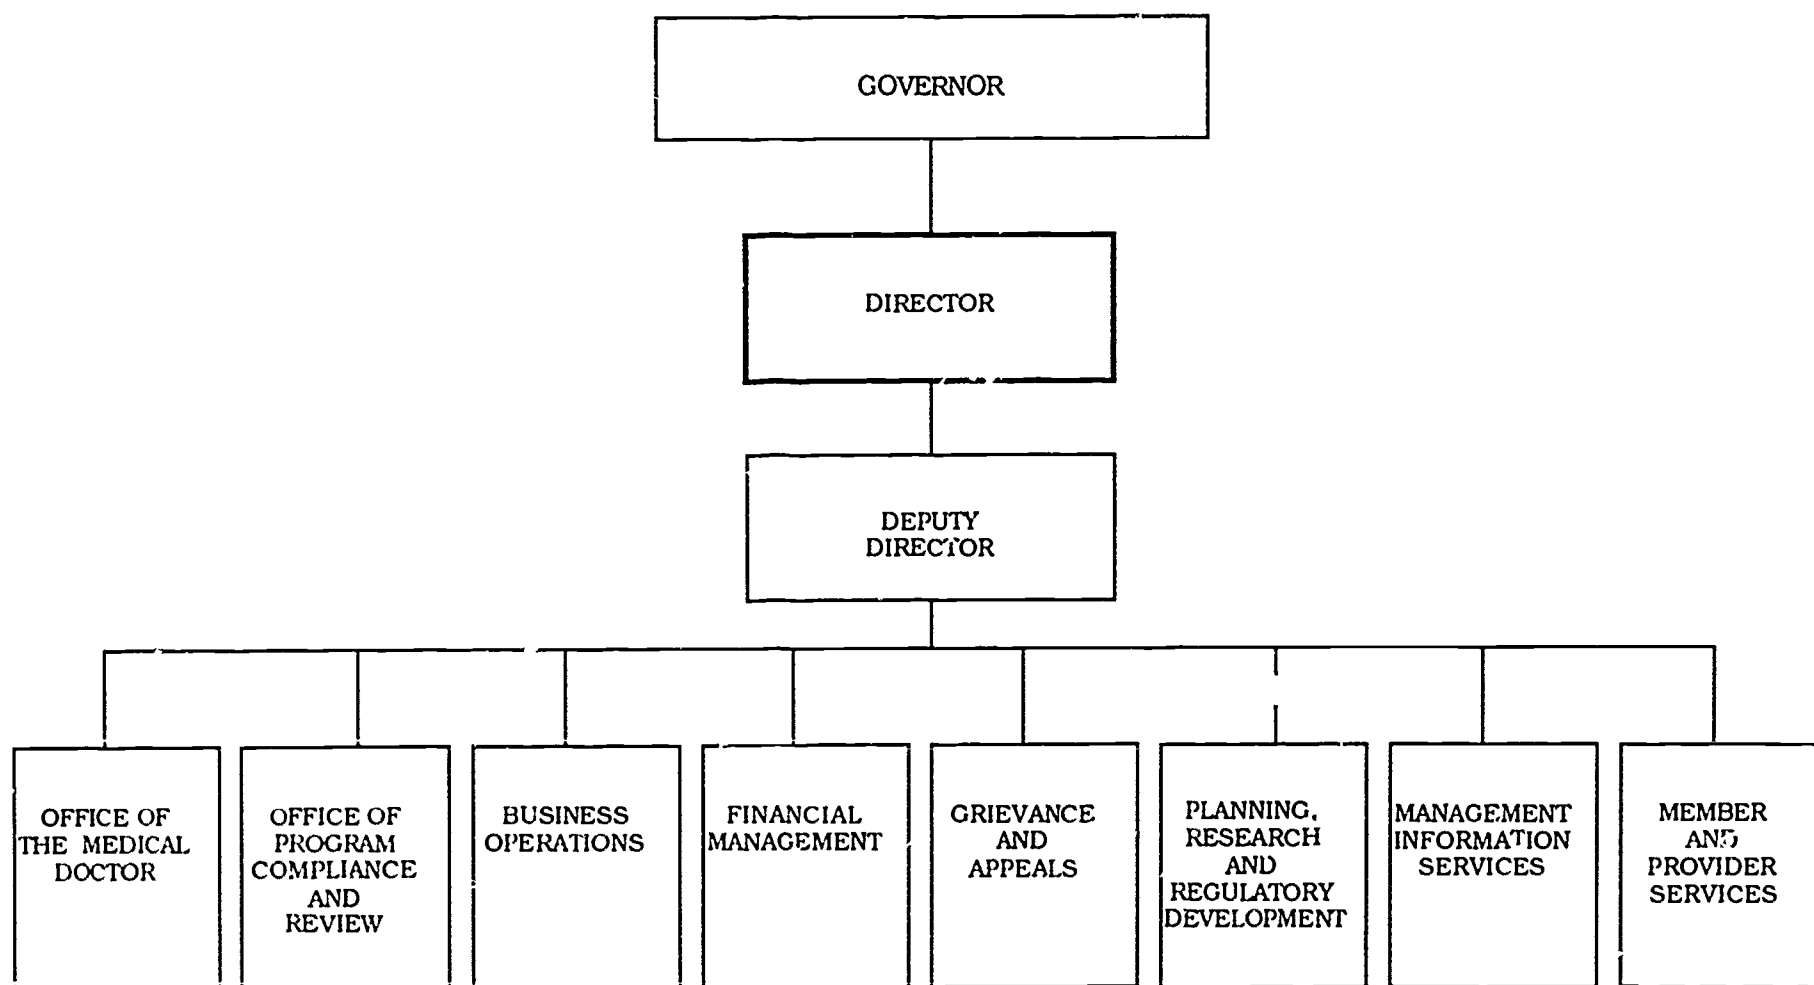 GOVERNOR
DIRECTOR
DEPUTY
DIRECTOR
OFFICE OF
THE MEDICAL
DOCTOR
OFFICE OF
PROGRAM
COMPLIANCE
AND
REVIEW
BUSINESS
OPERATIONS
FINANCIAL
MANAGEMENT
GRIEVANCE
AND
APPEALS
PLANNING,
RESEARCH
AND
REGULATORY
DEVELOPMENT
MANAGEMENT
INFORMATION
SERVICES
MEMBER
AND
PROVIDER
SERVICES